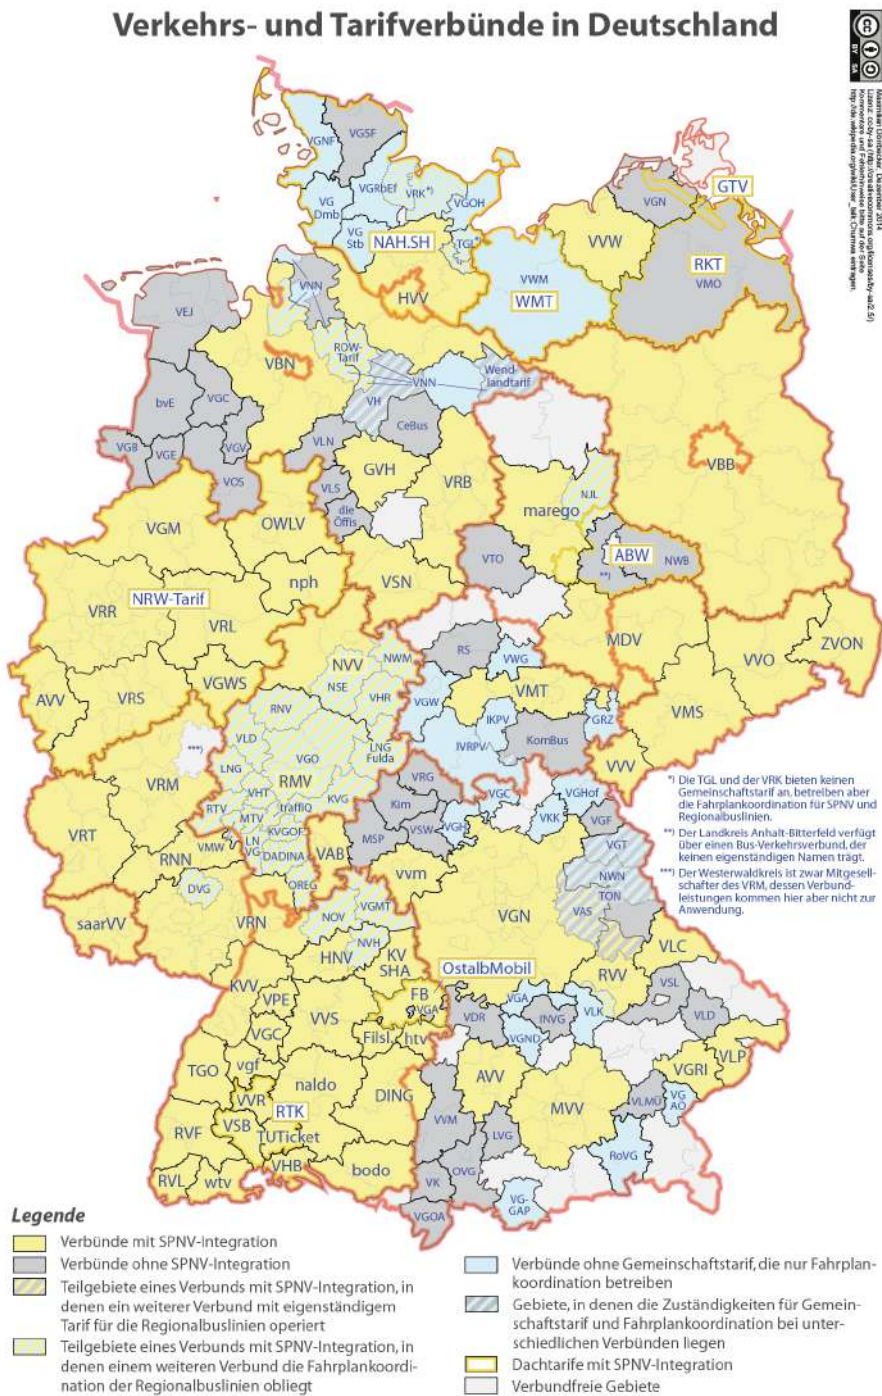 Verkehrs- und Tarifverbünde in Deutschland
cc
BY SA
Maximilian Dörrbecker, Dezember 2014
VGNF
VGSF
VGRbEf
VRK*)
VGOH
VG
Dmb
VG
Stb
NAH.SH
TGL*)
HVV
VGN
GTV
VVW
RKT
VMO
VWM
WMT
VEJ
VNN
VBN
ROW-
Tarif
VNN
Wend-
landtarif
VH
bvE
VGC
CeBus
VGB
VGE
VGV
VLN
VOS
VBB
GVH
VRB
NJL
marego
VLS
die
Öffis
VGM
OWLV
ABW
VTO
NWB
**)
nph
VSN
NRW-Tarif
VRR
VRL
MDV
ZVON
VVO
NVV
NWM
RS
VWG
NSE
VHR
VMT
AVV
VRS
VGWS
VGW
VMS
RNV
IKPV
GRZ
***)
VLD
VGO
LNG
Fulda
IVRPV
KomBus
VRM
LNG
RMV
VVV
VHT
VRG
VGC
VGHof
RTV
traffiQ
KVG
Kim
MTV
VRT
KVGOF
MSP
VSW
VGH
VKK
VGF
VMW
LN
VG
DADINA
VAB
VGT
RNN
vvm
NWN
DVG
OREG
TON
VGN
VAS
VGMT
saarVV
VRN
NOV
NVH
VLC
HNV
KV
SHA
OstalbMobil
RVV
KVV
VPE
FB
VGA
VGA
INVG
VLK
VSL
VVS
VDR
VLD
VGC
Filsl.
htv
VGND
VLP
TGO
vgf
AVV
VGRI
naldo
VVR
DING
MVV
VLMÜ
VG
AÖ
RTK
VSB
VVM
RVF
TUTicket
LVG
RoVG
VHB
bodo
RVL
wtv
VK
OVG
VG-
GAP
VGOA
*) Die TGL und der VRK bieten keinen
Gemeinschaftstarif an, betreiben aber
die Fahrplankoordination für SPNV und
Regionalbuslinien.
**) Der Landkreis Anhalt-Bitterfeld verfügt
über einen Bus-Verkehrsverbund, der
keinen eigenständigen Namen trägt.
***) Der Westerwaldkreis ist zwar Mitgesell-
schafter des VRM, dessen Verbund-
leistungen kommen hier aber nicht zur
Anwendung.
Legende
Verbünde mit SPNV-Integration
Verbünde ohne SPNV-Integration
Teilgebiete eines Verbunds mit SPNV-Integration, in
denen ein weiterer Verbund mit eigenständigem
Tarif für die Regionalbuslinien operiert
Teilgebiete eines Verbunds mit SPNV-Integration, in
denen einem weiteren Verbund die Fahrplankoordi-
nation der Regionalbuslinien obliegt
Verbünde ohne Gemeinschaftstarif, die nur Fahrplan-
koordination betreiben
Gebiete, in denen die Zuständigkeiten für Gemein-
schaftstarif und Fahrplankoordination bei unter-
schiedlichen Verbünden liegen
Dachtarife mit SPNV-Integration
Verbundfreie Gebiete